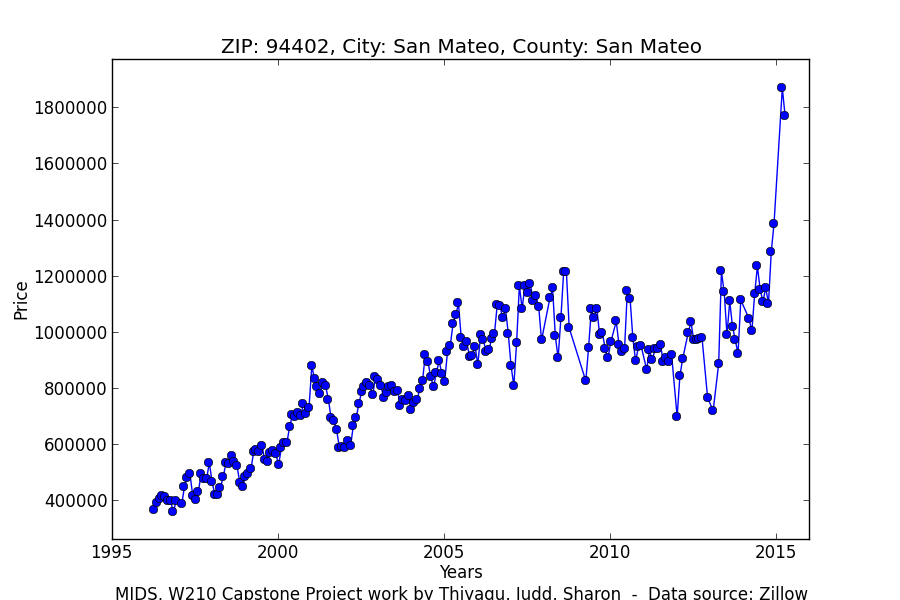 ZIP: 94402, City: San Mateo, County: San Mateo
Price
1800000
1600000
1400000
1200000
1000000
800000
600000
400000
1995 2000 2005 2010 2015
Years
MIDS, W210 Capstone Project work by Thiyagu, Judd, Sharon - Data source: Zillow